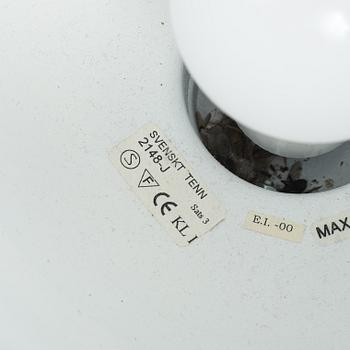 SVENSKT TENN
2148-J
S F CE Sats 3
KL I
E.I. -00
MAX